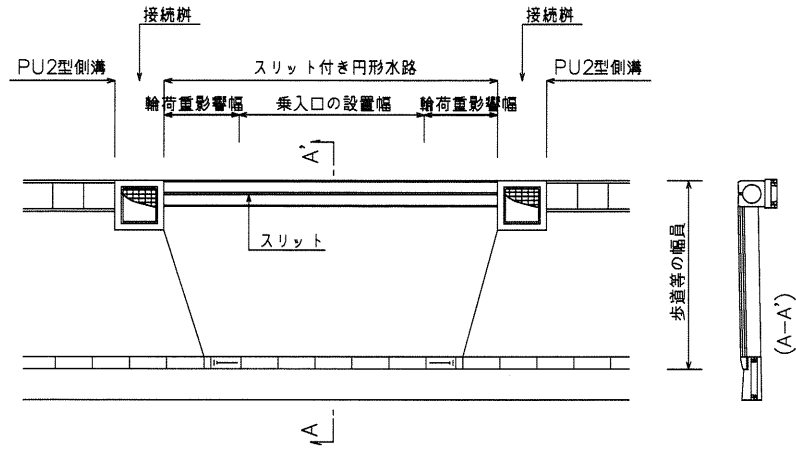 接続桝
接続桝
PU2型側溝
スリット付き円形水路
PU2型側溝
輪荷重影響幅
乗入口の設置幅
輪荷重影響幅
A'
スリット
歩道等の幅員
(A-A')
A